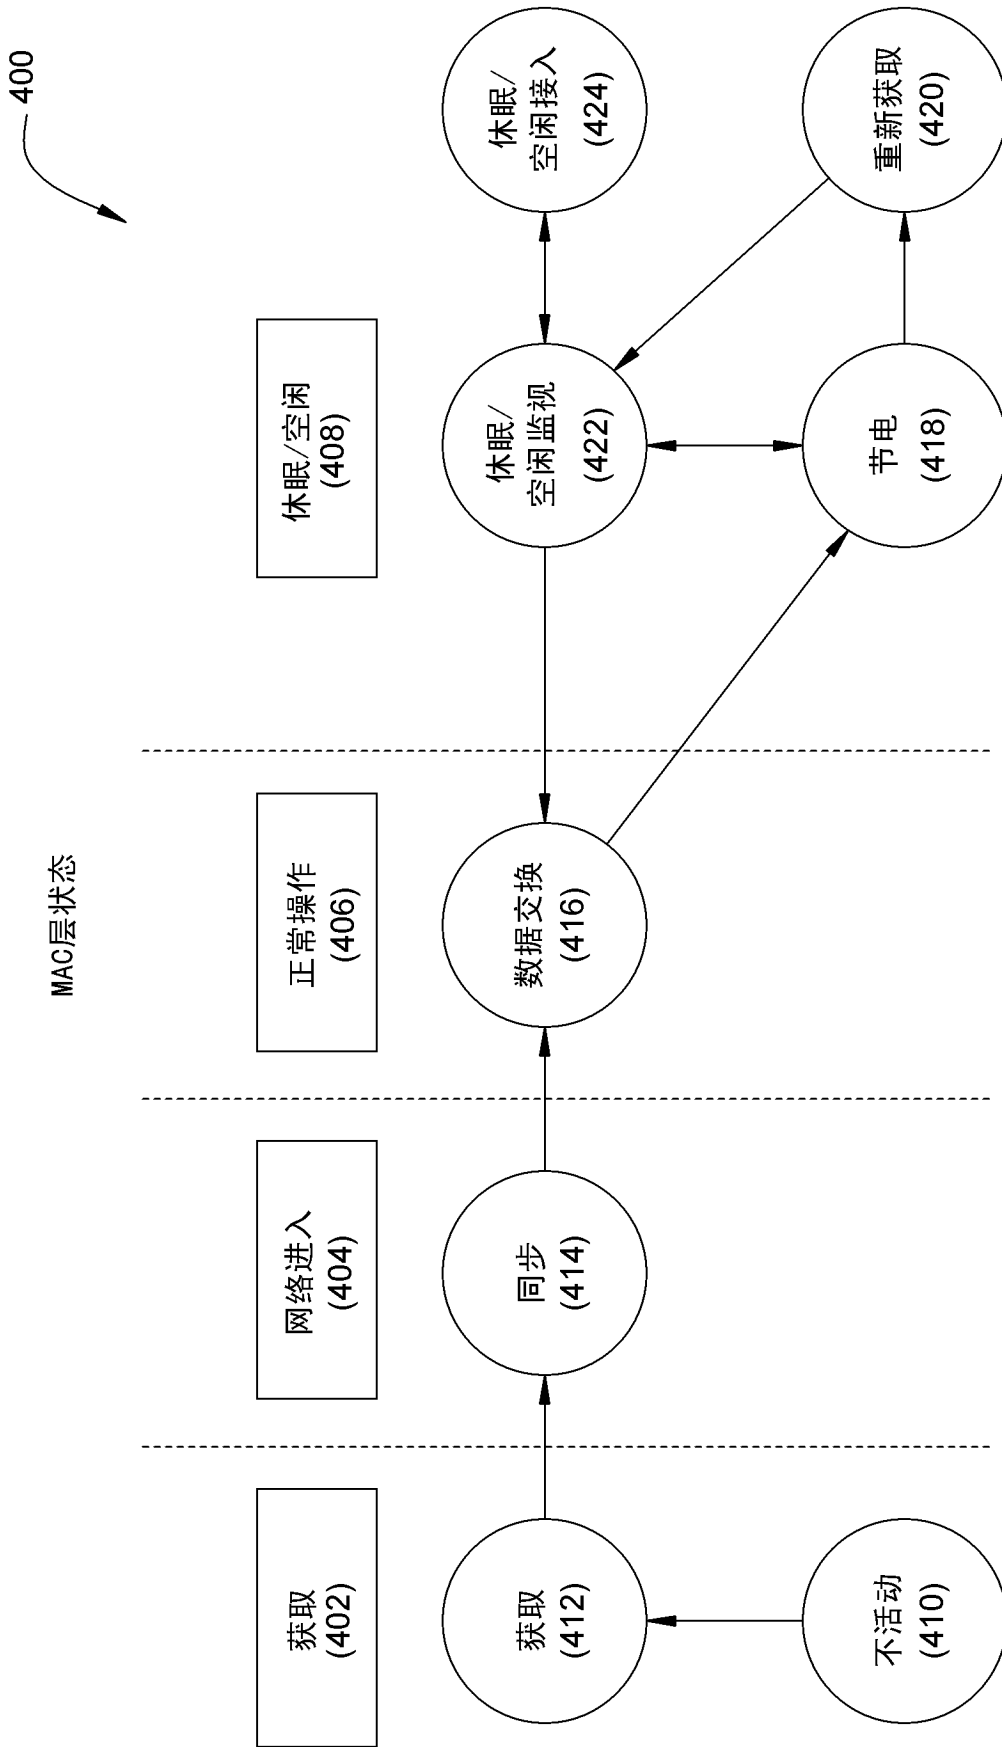 MAC层状态
400
获取
(402)
网络进入
(404)
正常操作
(406)
休眠/空闲
(408)
获取
(412)
同步
(414)
数据交换
(416)
休眠/
空闲监视
(422)
休眠/
空闲接入
(424)
不活动
(410)
节电
(418)
重新获取
(420)